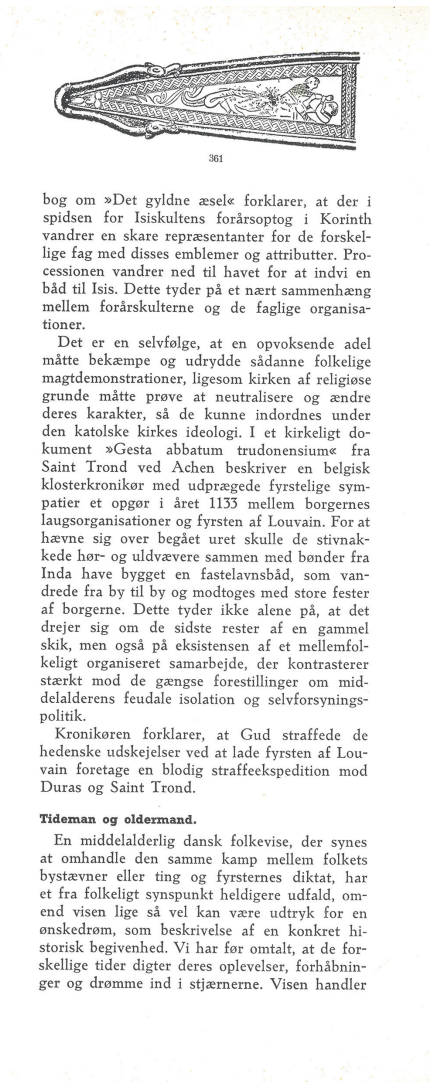 361
bog om »Det gyldne æsel« forklarer, at der i
spidsen for Isiskultens forårsoptog i Korinth
vandrer en skare repræsentanter for de forskel-
lige fag med disses emblemer og attributter. Pro-
cessionen vandrer ned til havet for at indvi en
båd til Isis. Dette tyder på et nært sammenhæng
mellem forårskulterne og de faglige organisa-
tioner.
Det er en selvfølge, at en opvoksende adel
måtte bekæmpe og udrydde sådanne folkelige
magtdemonstrationer, ligesom kirken af religiøse
grunde måtte prøve at neutralisere og ændre
deres karakter, så de kunne indordnes under
den katolske kirkes ideologi. I et kirkeligt do-
kument »Gesta abbatum trudonensium« fra
Saint Trond ved Achen beskriver en belgisk
klosterkronikør med udprægede fyrstelige sym-
patier et opgør i året 1133 mellem borgernes
laugsorganisationer og fyrsten af Louvain. For at
hævne sig over begået uret skulle de stivnak-
kede hør- og uldvævere sammen med bønder fra
Inda have bygget en fastelavnsbåd, som van-
drede fra by til by og modtoges med store fester
af borgerne. Dette tyder ikke alene på, at det
drejer sig om de sidste rester af en gammel
skik, men også på eksistensen af et mellemfol-
keligt organiseret samarbejde, der kontrasterer
stærkt mod de gængse forestillinger om mid-
delalderens feudale isolation og selvforsynings-
politik.
Kronikøren forklarer, at Gud straffede de
hedenske udskejelser ved at lade fyrsten af Lou-
vain foretage en blodig straffeekspedition mod
Duras og Saint Trond.
Tideman og oldermand.
En middelalderlig dansk folkevise, der synes
at omhandle den samme kamp mellem folkets
bystævner eller ting og fyrsternes diktat, har
et fra folkeligt synspunkt heldigere udfald, om-
end visen lige så vel kan være udtryk for en
ønskedrøm, som beskrivelse af en konkret hi-
storisk begivenhed. Vi har før omtalt, at de for-
skellige tider digter deres oplevelser, forhåbnin-
ger og drømme ind i stjærnerne. Visen handler